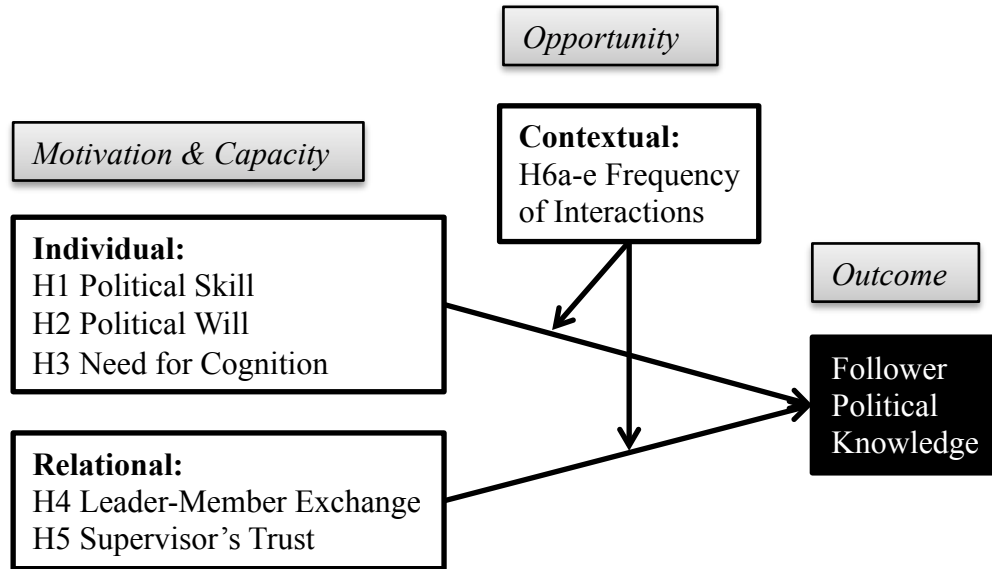 Opportunity
Contextual:
H6a-e Frequency
of Interactions
Motivation & Capacity
Individual:
H1 Political Skill
H2 Political Will
H3 Need for Cognition
Relational:
H4 Leader-Member Exchange
H5 Supervisor’s Trust
Outcome
Follower
Political
Knowledge